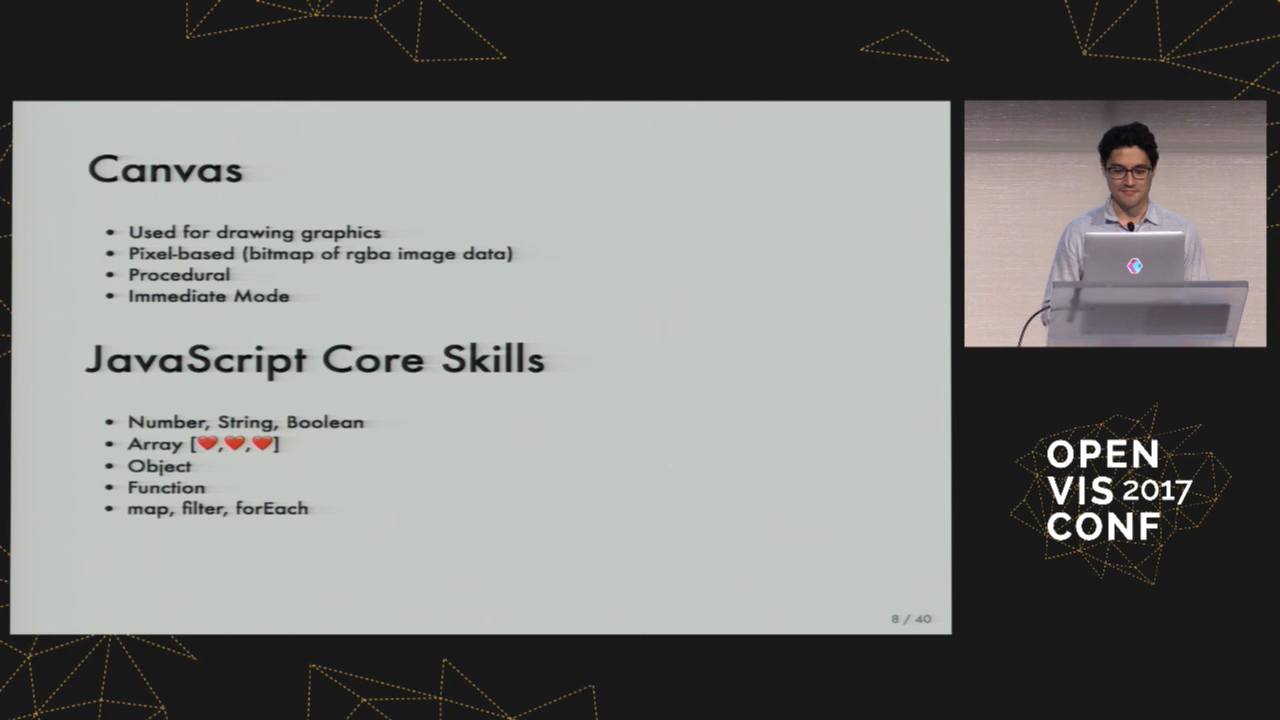 Canvas
• Used for drawing graphics
• Pixel-based (bitmap of rgba image data)
• Procedural
• Immediate Mode
JavaScript Core Skills
• Number, String, Boolean
• Array [❤️,❤️,❤️]
• Object
• Function
• map, filter, forEach
8 / 40
OPEN
VIS 2017
CONF